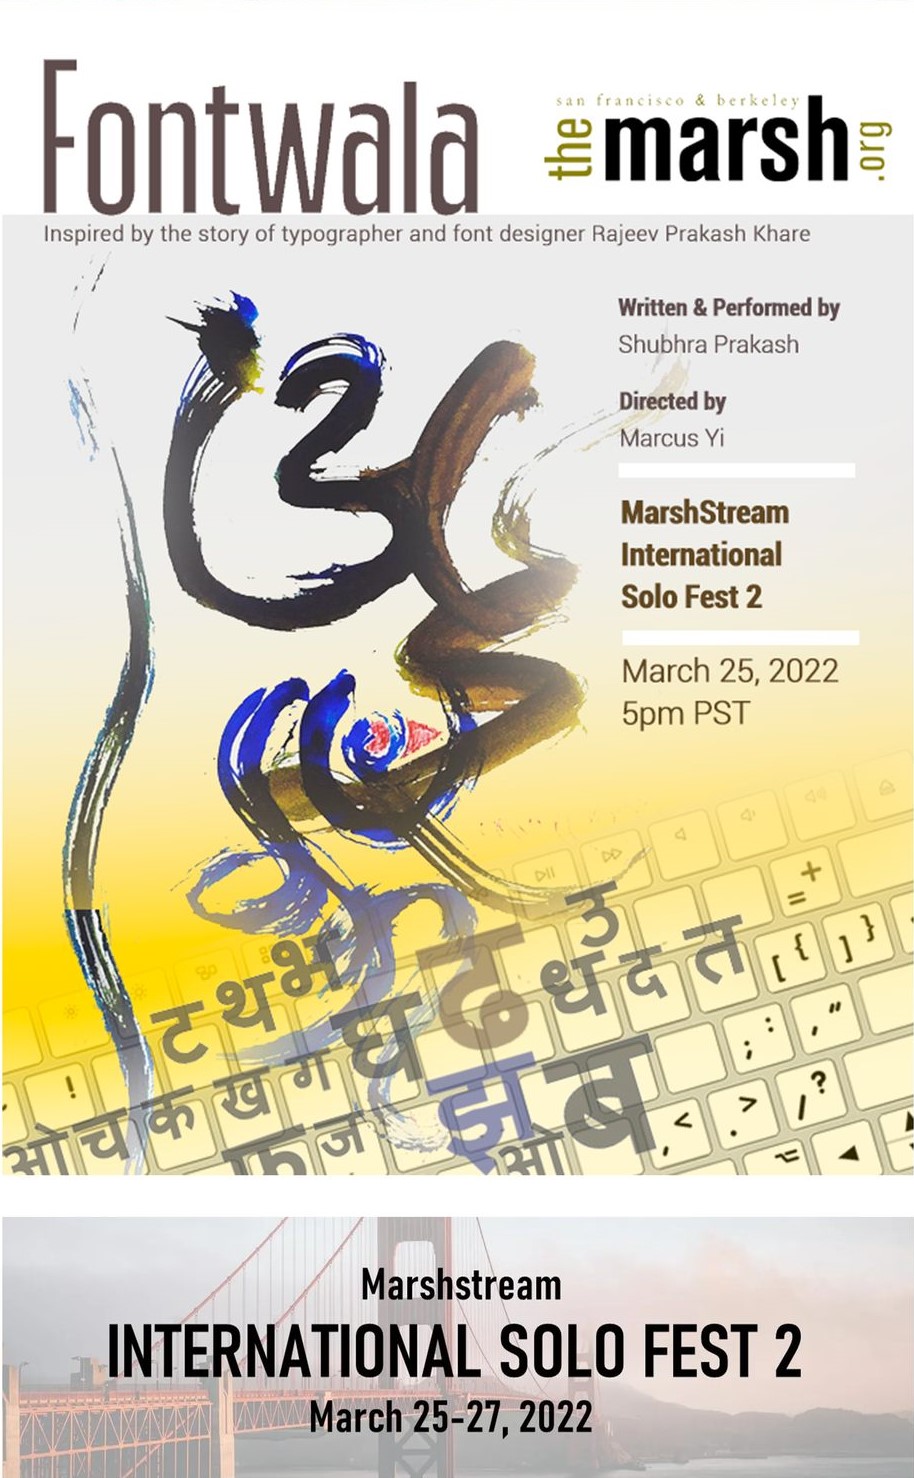 Fontwala
san francisco & berkeley
the marsh .org
Inspired by the story of typographer and font designer Rajeev Prakash Khare
Written & Performed by
Shubhra Prakash
Directed by
Marcus Yi
MarshStream
International
Solo Fest 2
March 25, 2022
5pm PST
+
=
उ
ट थ भ घ ढ ध द त
[ { ] }
; : , "
!
ओ च क ख ग झ ब
< > / ?
, .
फ ज ओ
Marshstream
INTERNATIONAL SOLO FEST 2
March 25-27, 2022